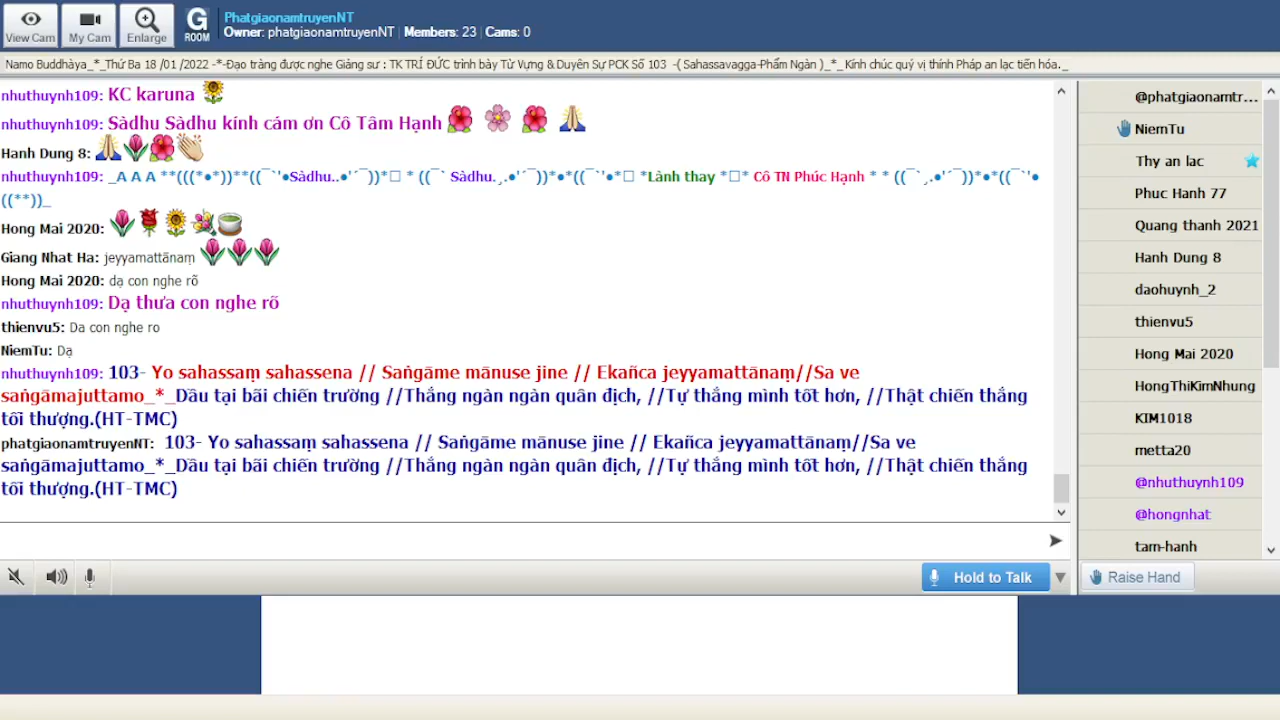 View Cam
My Cam
Enlarge
G
ROOM
PhatgiaonamtruyenNT
Owner: phatgiaonamtruyenNT | Members: 23 | Cams: 0
Namo Buddhàya_*_Thứ Ba 18 /01 /2022 -*-Đạo tràng được nghe Giảng sư : TK TRÍ ĐỨC trình bày Từ Vựng & Duyên Sự PCK Số 103 -( Sahassavagga-Phẩm Ngàn )_*_ Kính chúc quý vị thính Pháp an lạc tiến hóa._
nhuthuynh109: KC karuna
nhuthuynh109: Sàdhu Sàdhu kính cám ơn Cô Tâm Hạnh
Hanh Dung 8:
nhuthuynh109: _A A A **(((*•*))**((¯`'•Sàdhu..•'´¯))*□ * ((¯` Sàdhu.¸.•'´¯))*•*((¯`'•*□ *Lành thay *□* Cô TN Phúc Hạnh * * ((¯`¸.•'´¯))*•*((¯`'•
((**))_
Hong Mai 2020:
Giang Nhat Ha: jeyyamattānaṃ
Hong Mai 2020: dạ con nghe rõ
nhuthuynh109: Dạ thưa con nghe rõ
thienvu5: Da con nghe ro
NiemTu: Dạ
nhuthuynh109: 103- Yo sahassaṃ sahassena // Saṅgāme mānuse jine // Ekañca jeyyamattānaṃ//Sa ve
saṅgāmajuttamo_*_Dầu tại bãi chiến trường //Thắng ngàn ngàn quân địch, //Tự thắng mình tốt hơn, //Thật chiến thắng
tối thượng.(HT-TMC)
phatgiaonamtruyenNT: 103- Yo sahassaṃ sahassena // Saṅgāme mānuse jine // Ekañca jeyyamattānaṃ//Sa ve
saṅgāmajuttamo_*_Dầu tại bãi chiến trường //Thắng ngàn ngàn quân địch, //Tự thắng mình tốt hơn, //Thật chiến thắng
tối thượng.(HT-TMC)
Hold to Talk
@phatgiaonamtr...
NiemTu
Thy an lac
Phuc Hanh 77
Quang thanh 2021
Hanh Dung 8
daohuynh_2
thienvu5
Hong Mai 2020
HongThiKimNhung
KIM1018
metta20
@nhuthuynh109
@hongnhat
tam-hanh
Raise Hand